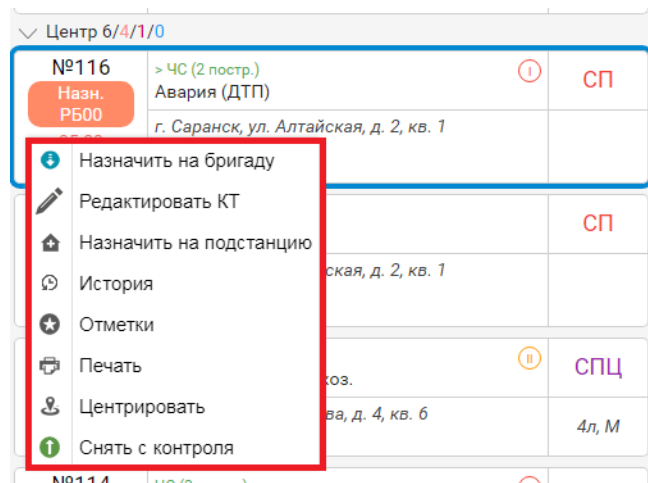 Центр 6/4/1/0
№116
> ЧС (2 постр.)
СП
Назн.
Авария (ДТП)
РБ00
г. Саранск, ул. Алтайская, д. 2, кв. 1
Назначить на бригаду
Редактировать КТ
СП
Назначить на подстанцию
История
ская, д. 2, кв. 1
Отметки
Печать
II
СПЦ
коз.
Центрировать
ва, д. 4, кв. 6
4л, М
Снять с контроля
№114